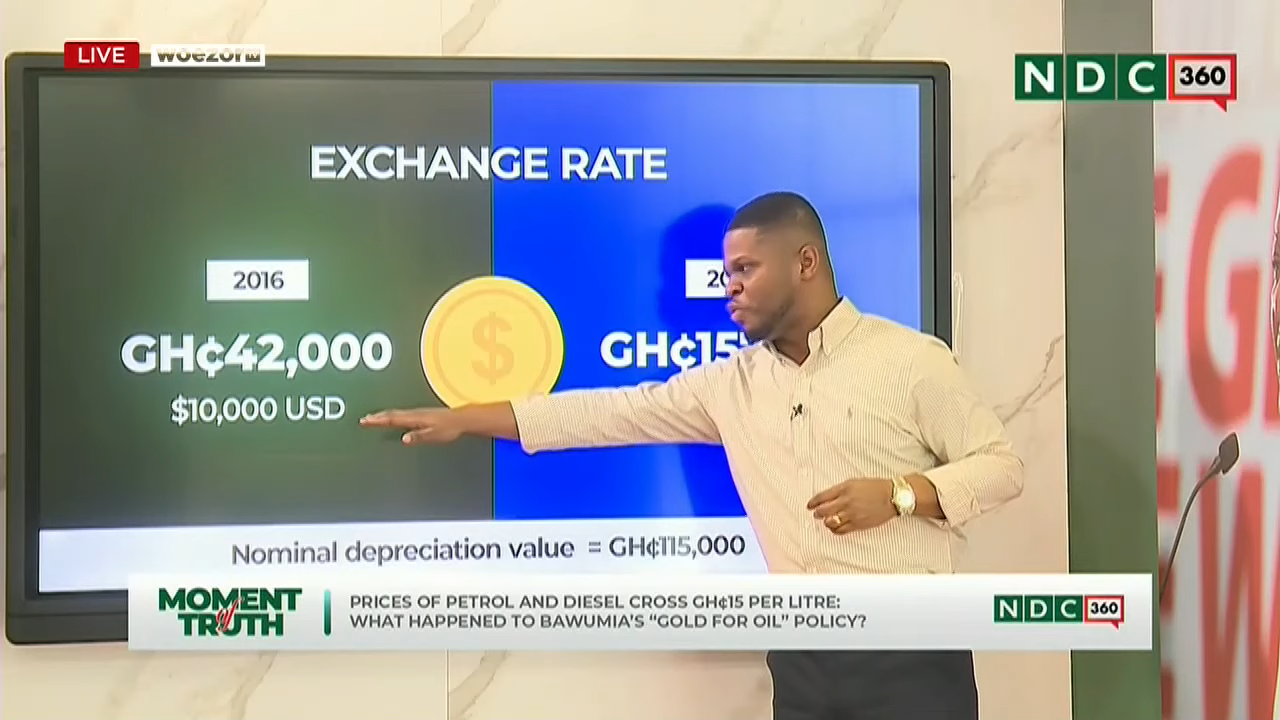 LIVE
woezor tv
NDC 360
EXCHANGE RATE
2016
GH¢42,000
$10,000 USD
GH¢15
Nominal depreciation value = GH¢115,000
MOMENT of TRUTH
PRICES OF PETROL AND DIESEL CROSS GH¢15 PER LITRE:
WHAT HAPPENED TO BAWUMIA'S “GOLD FOR OIL” POLICY?
NDC 360